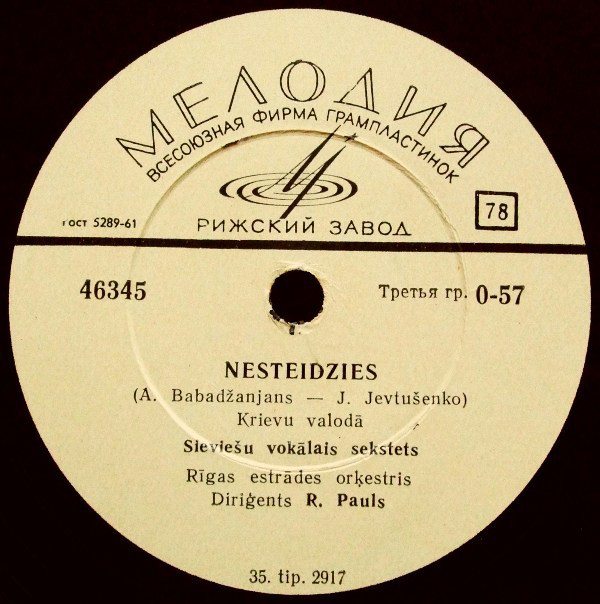 МЕЛОДИЯ
ВСЕСОЮЗНАЯ ФИРМА ГРАМПЛАСТИНОК
ГОСТ 5289-61
РИЖСКИЙ ЗАВОД
78
46345
Третья гр. 0-57
NESTEIDZIES
(A. Babadžanjans — J. Jevtušenko)
Krievu valodā
Sieviešu vokālais sekstets
Rīgas estrādes orķestris
Diriģents R. Pauls
35. tip. 2917